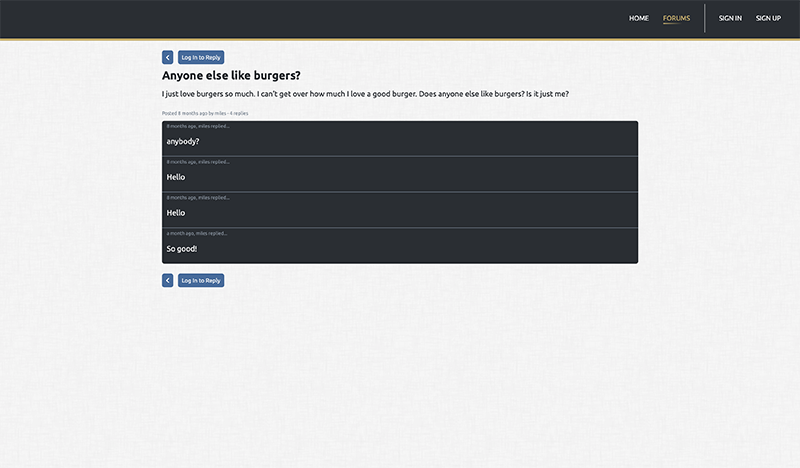 HOME FORUMS SIGN IN SIGN UP
Log In to Reply
Anyone else like burgers?
I just love burgers so much. I can't get over how much I love a good burger. Does anyone else like burgers? Is it just me?
Posted 8 months ago by miles - 4 replies
8 months ago, miles replied...
anybody?
8 months ago, miles replied...
Hello
8 months ago, miles replied...
Hello
a month ago, miles replied...
So good!
Log In to Reply